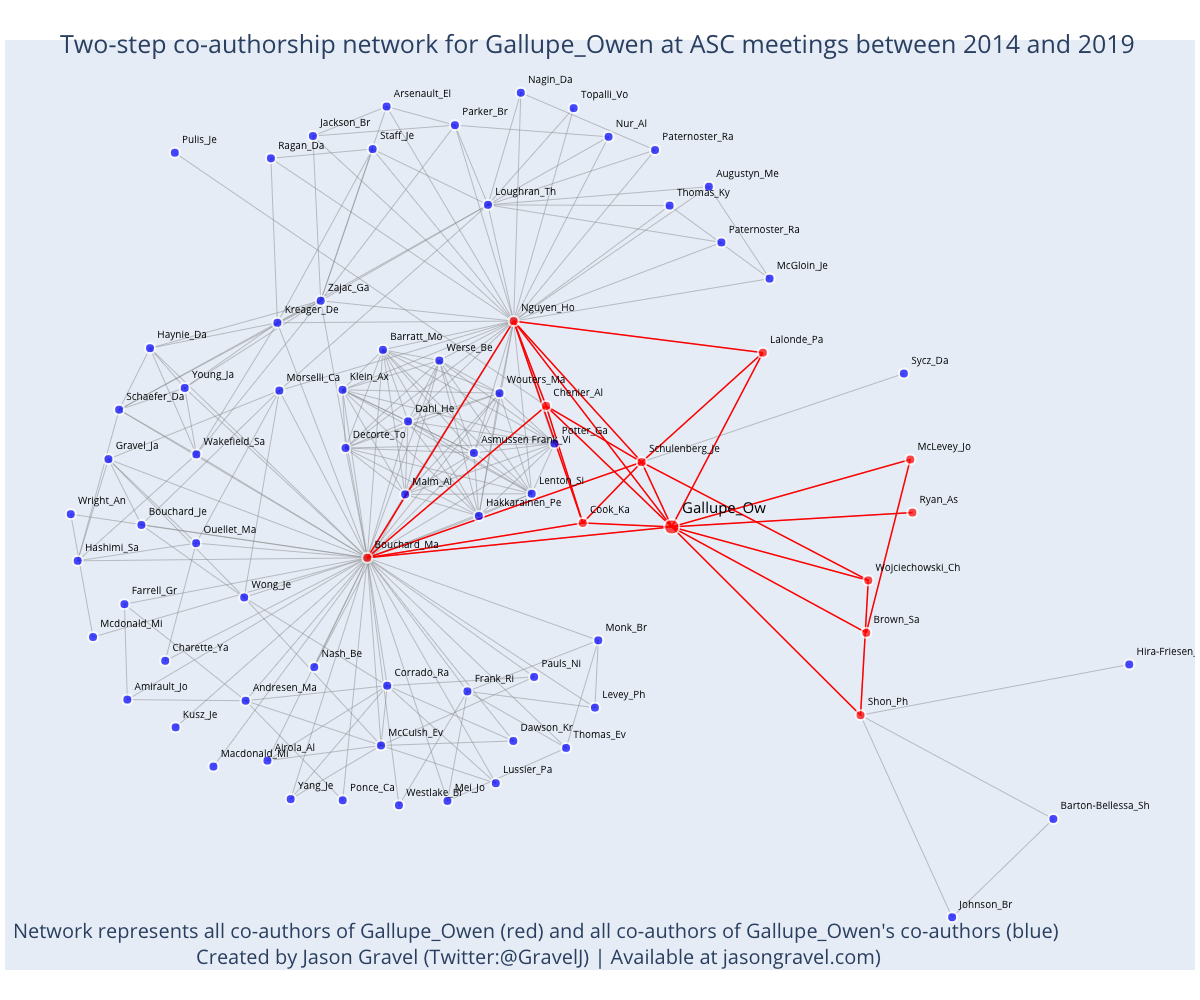 Two-step co-authorship network for Gallupe_Owen at ASC meetings between 2014 and 2019
Nagin_Da
Arsenault_El
Topalli_Vo
Parker_Br
Jackson_Br
Nur_Al
Staff_Je
Paternoster_Ra
Pulis_Je
Ragan_Da
Augustyn_Me
Loughran_Th
Thomas_Ky
Paternoster_Ra
McGloin_Je
Zajac_Ga
Kreager_De
Nguyen_Ho
Haynie_Da
Barratt_Mo
Lalonde_Pa
Werse_Be
Sycz_Da
Young_Ja
Morselli_Ca
Klein_Ax
Wouters_Ma
Schaefer_Da
Chenier_Al
Dahl_He
Potter_Ga
Gravel_Ja
Wakefield_Sa
Decorte_To
Asmussen Frank_Vi
Schulenberg_Je
McLevey_Jo
Malm_Al
Lenton_Si
Wright_An
Hakkarainen_Pe
Cook_Ka
Gallupe_Ow
Ryan_As
Bouchard_Je
Ouellet_Ma
Hashimi_Sa
Bouchard_Ma
Wojciechowski_Ch
Farrell_Gr
Wong_Je
Mcdonald_Mi
Brown_Sa
Monk_Br
Charette_Ya
Nash_Be
Pauls_Ni
Hira-Friesen_
Corrado_Ra
Frank_Ri
Amirault_Jo
Andresen_Ma
Levey_Ph
Shon_Ph
Kusz_Je
McCuish_Ev
Dawson_Kr
Thomas_Ev
Macdonald_Mi
Airola_Al
Lussier_Pa
Yang_Je
Ponce_Ca
Westlake_Br
Mei_Jo
Barton-Bellessa_Sh
Johnson_Br
Network represents all co-authors of Gallupe_Owen (red) and all co-authors of Gallupe_Owen's co-authors (blue)
Created by Jason Gravel (Twitter:@GravelJ) | Available at jasongravel.com)